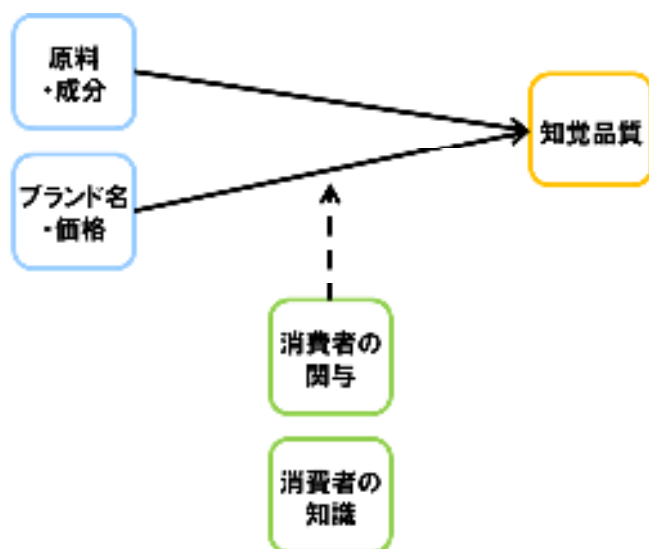 原料
・成分
ブランド名
・価格
知覚品質
消費者の
関与
消費者の
知識